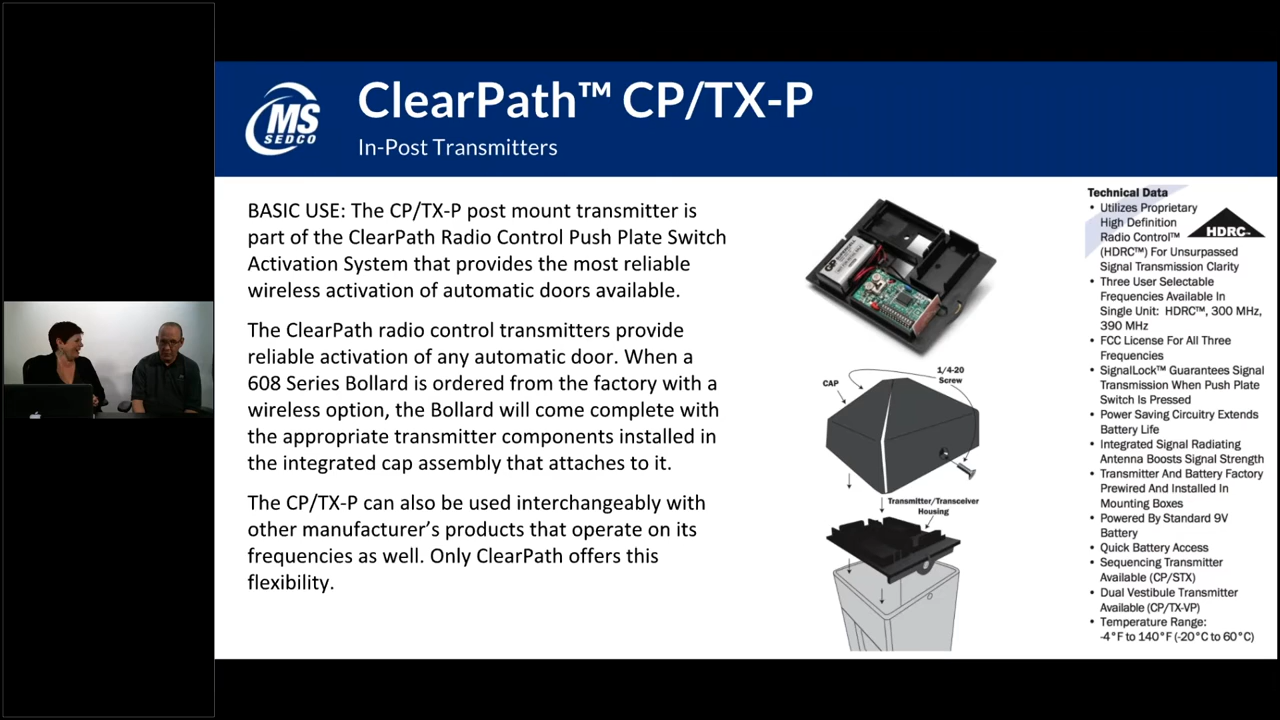 MS
SEDCO
ClearPath™ CP/TX-P
In-Post Transmitters
BASIC USE: The CP/TX-P post mount transmitter is
part of the ClearPath Radio Control Push Plate Switch
Activation System that provides the most reliable
wireless activation of automatic doors available.
The ClearPath radio control transmitters provide
reliable activation of any automatic door. When a
608 Series Bollard is ordered from the factory with a
wireless option, the Bollard will come complete with
the appropriate transmitter components installed in
the integrated cap assembly that attaches to it.
The CP/TX-P can also be used interchangeably with
other manufacturer’s products that operate on its
frequencies as well. Only ClearPath offers this
flexibility.
GP
CAP
1/4-20
Screw
Transmitter/Transceiver
Housing
Technical Data
• Utilizes Proprietary
High Definition
Radio Control™
(HDRC™) For Unsurpassed
Signal Transmission Clarity
HDRC™
• Three User Selectable
Frequencies Available In
Single Unit: HDRC™, 300 MHz,
390 MHz
• FCC License For All Three
Frequencies
• SignalLock™ Guarantees Signal
Transmission When Push Plate
Switch Is Pressed
• Power Saving Circuitry Extends
Battery Life
• Integrated Signal Radiating
Antenna Boosts Signal Strength
• Transmitter And Battery Factory
Prewired And Installed In
Mounting Boxes
• Powered By Standard 9V
Battery
• Quick Battery Access
• Sequencing Transmitter
Available (CP/STX)
• Dual Vestibule Transmitter
Available (CP/TX-VP)
• Temperature Range:
-4°F to 140°F (-20°C to 60°C)